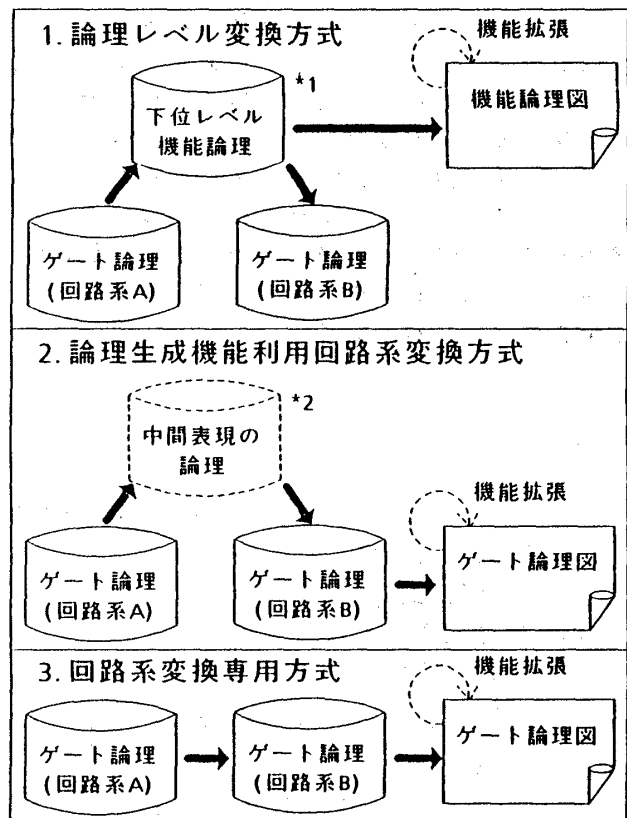 1. 論理レベル変換方式
機能拡張
*1
下位レベル
機能論理
機能論理図
ゲート論理
(回路系A)
ゲート論理
(回路系B)
2. 論理生成機能利用回路系変換方式
*2
中間表現の
論理
機能拡張
ゲート論理
(回路系A)
ゲート論理
(回路系B)
ゲート論理図
3. 回路系変換専用方式
機能拡張
ゲート論理
(回路系A)
ゲート論理
(回路系B)
ゲート論理図